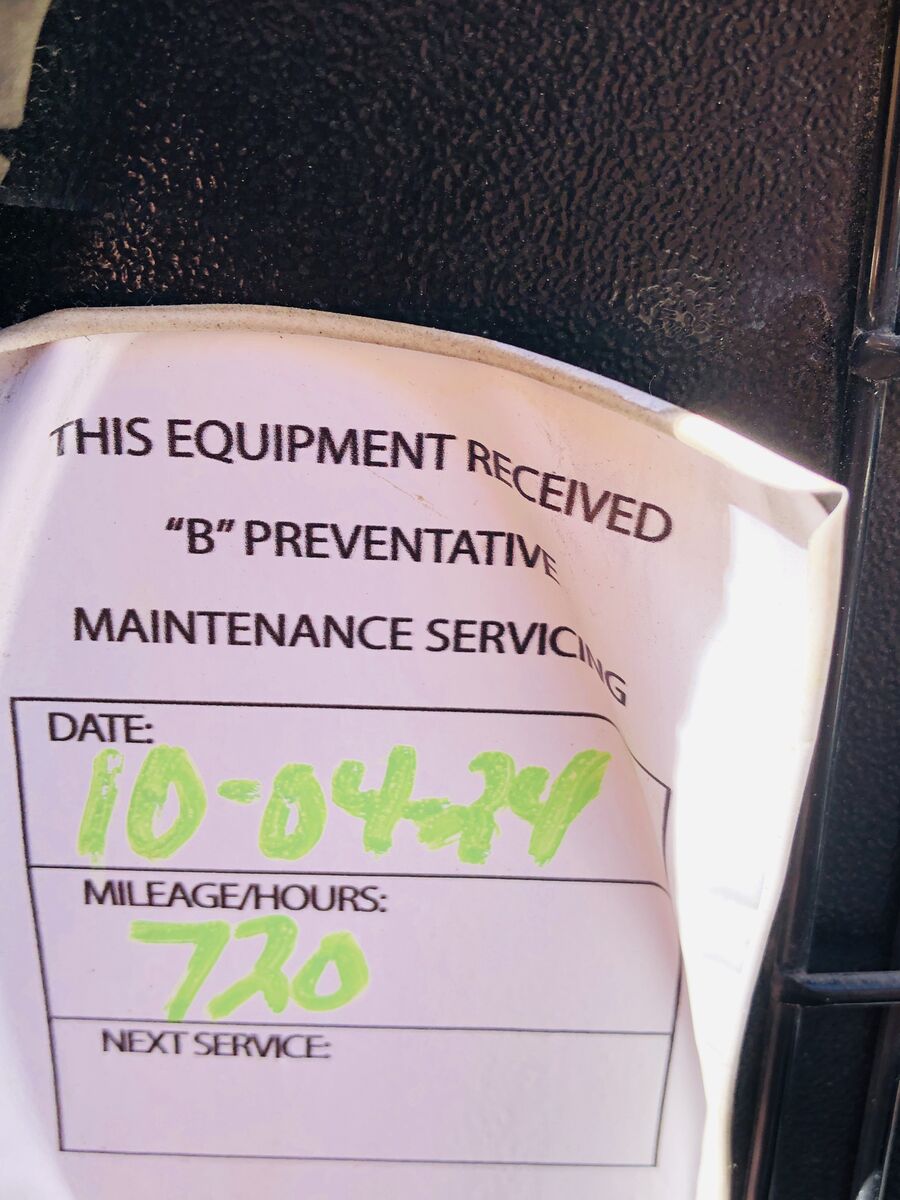 THIS EQUIPMENT RECEIVED
“B” PREVENTATIVE
MAINTENANCE SERVICING
DATE:
10-04-24
MILEAGE/HOURS:
720
NEXT SERVICE: